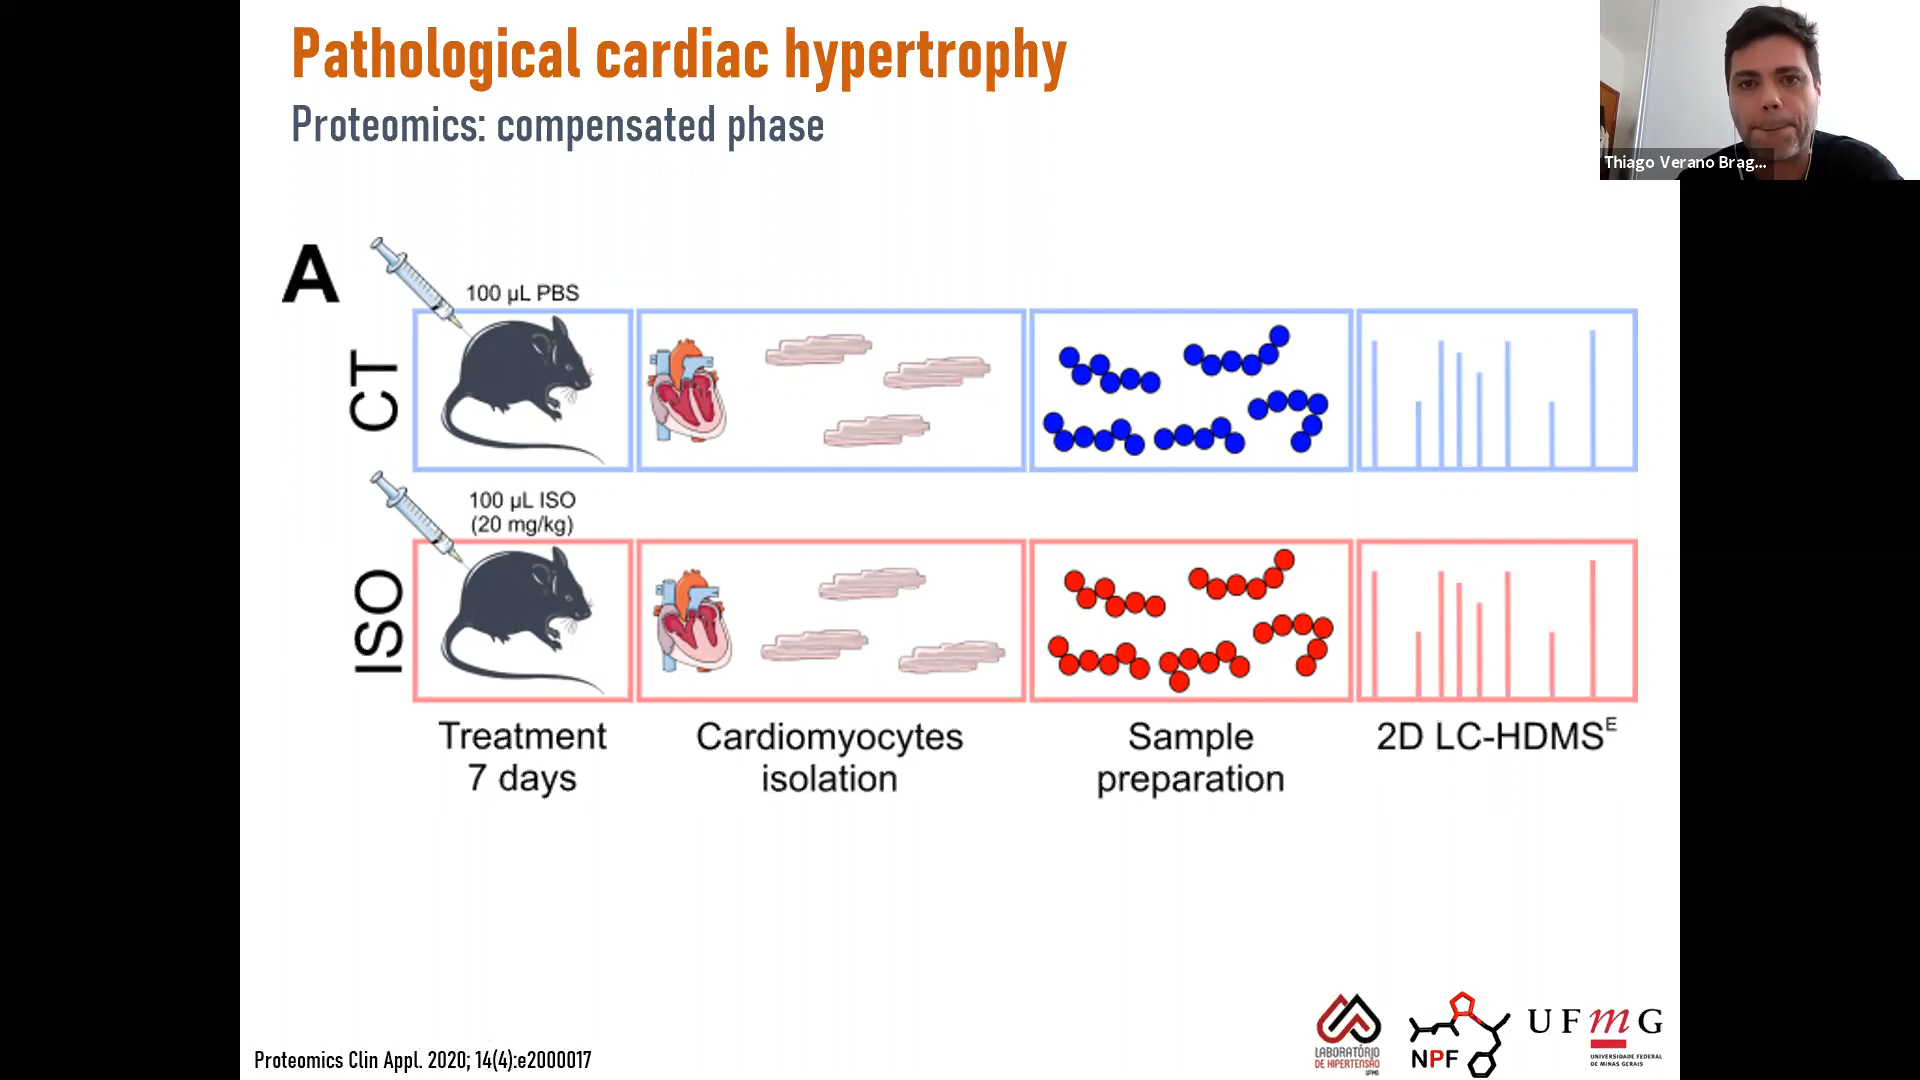 Pathological cardiac hypertrophy
Proteomics: compensated phase
Thiago Verano Brag...
A
100 µL PBS
CT
100 µL ISO
(20 mg/kg)
ISO
Treatment
7 days
Cardiomyocytes
isolation
Sample
preparation
2D LC-HDMSᴱ
Proteomics Clin Appl. 2020; 14(4):e2000017
LABORATÓRIO
DE HIPERTENSÃO
UFMG
NPF
UFmG
UNIVERSIDADE FEDERAL
DE MINAS GERAIS